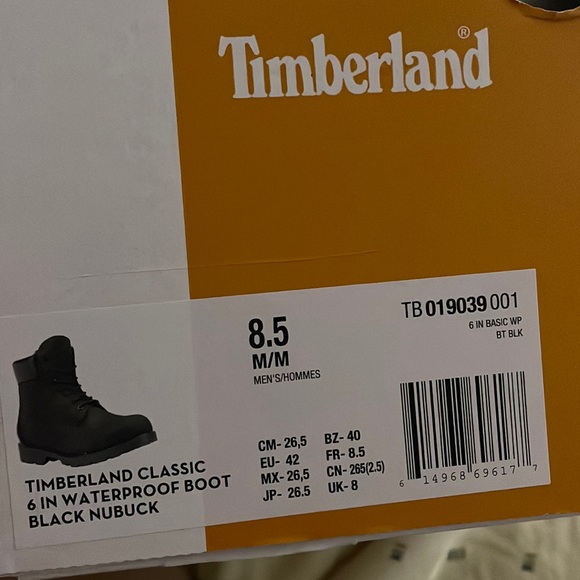 Timberland®
TB 019039 001
6 IN BASIC WP
BT BLK
8.5
M/M
MEN'S/HOMMES
CM- 26,5 BZ- 40
EU- 42 FR- 8.5
MX- 26,5 CN- 265(2.5)
JP- 26.5 UK- 8
6 14968 69617 7
TIMBERLAND CLASSIC
6 IN WATERPROOF BOOT
BLACK NUBUCK